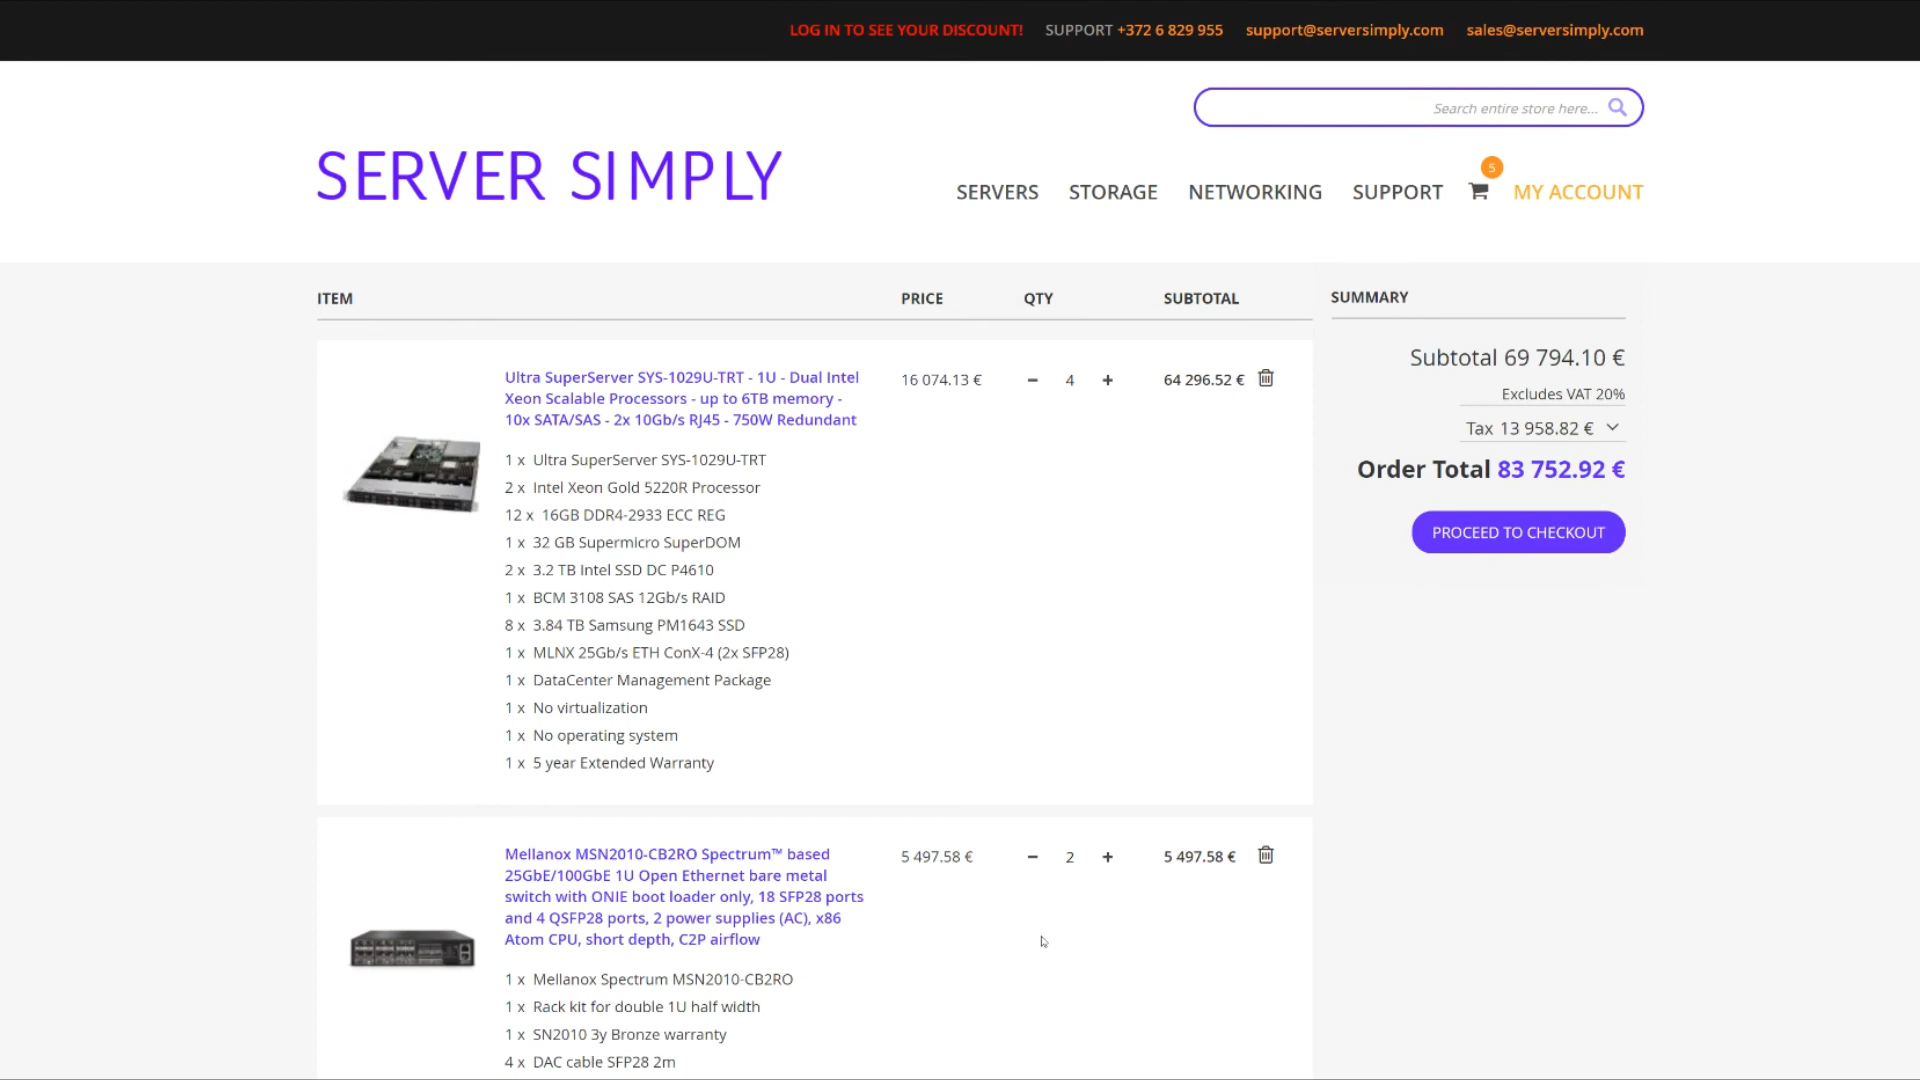 LOG IN TO SEE YOUR DISCOUNT! SUPPORT +372 6 829 955 support@serversimply.com sales@serversimply.com
Search entire store here...
SERVER SIMPLY
SERVERS STORAGE NETWORKING SUPPORT 5 MY ACCOUNT
ITEM PRICE QTY SUBTOTAL
Ultra SuperServer SYS-1029U-TRT - 1U - Dual Intel
Xeon Scalable Processors - up to 6TB memory -
10x SATA/SAS - 2x 10Gb/s RJ45 - 750W Redundant
16 074.13 € − 4 + 64 296.52 €
1 x Ultra SuperServer SYS-1029U-TRT
2 x Intel Xeon Gold 5220R Processor
12 x 16GB DDR4-2933 ECC REG
1 x 32 GB Supermicro SuperDOM
2 x 3.2 TB Intel SSD DC P4610
1 x BCM 3108 SAS 12Gb/s RAID
8 x 3.84 TB Samsung PM1643 SSD
1 x MLNX 25Gb/s ETH ConX-4 (2x SFP28)
1 x DataCenter Management Package
1 x No virtualization
1 x No operating system
1 x 5 year Extended Warranty
Mellanox MSN2010-CB2RO Spectrum™ based
25GbE/100GbE 1U Open Ethernet bare metal
switch with ONIE boot loader only, 18 SFP28 ports
and 4 QSFP28 ports, 2 power supplies (AC), x86
Atom CPU, short depth, C2P airflow
5 497.58 € − 2 + 5 497.58 €
1 x Mellanox Spectrum MSN2010-CB2RO
1 x Rack kit for double 1U half width
1 x SN2010 3y Bronze warranty
4 x DAC cable SFP28 2m
SUMMARY
Subtotal 69 794.10 €
Excludes VAT 20%
Tax 13 958.82 €
Order Total 83 752.92 €
PROCEED TO CHECKOUT